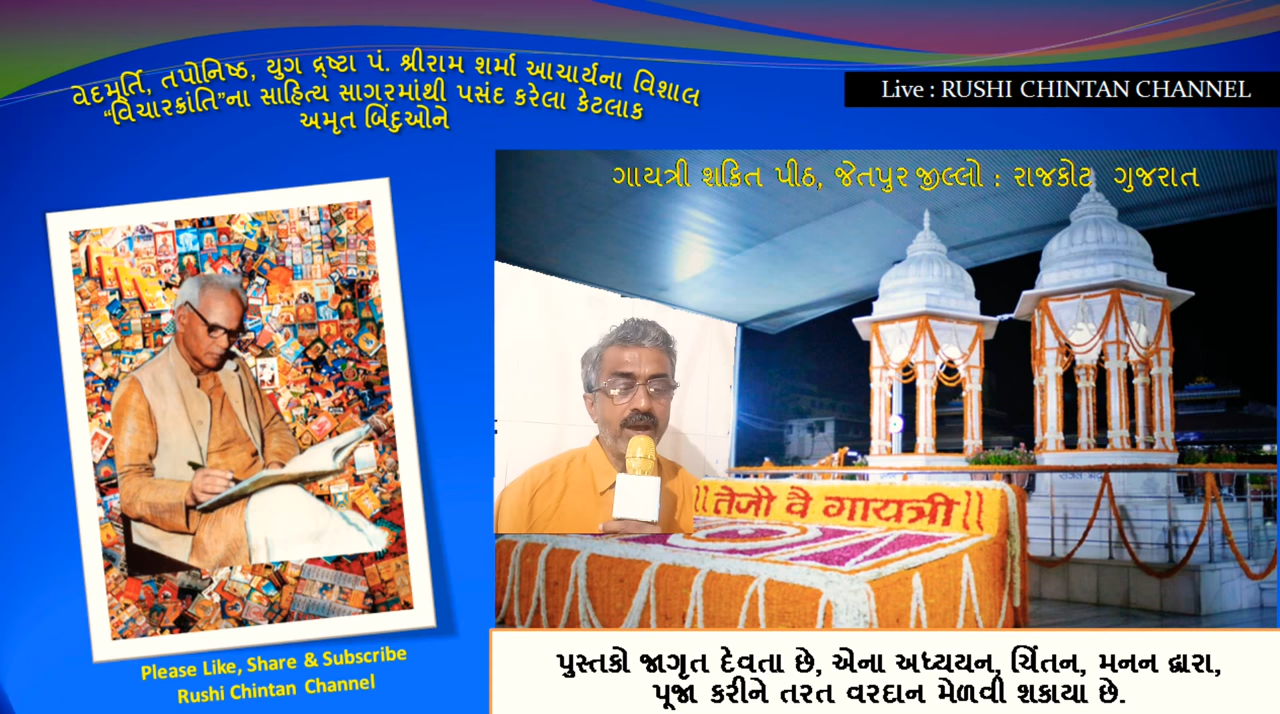 વેદમૂર્તિ, તપોનિષ્ઠ, યુગ દ્રષ્ટા પં. શ્રીરામ શર્મા આચાર્યના વિશાલ
“વિચારક્રાંતિ”ના સાહિત્ય સાગરમાંથી પસંદ કરેલા કેટલાક
અમૃત બિંદુઓને
Live : RUSHI CHINTAN CHANNEL
ગાયત્રી શકિત પીઠ, જેતપુર જીલ્લો : રાજકોટ ગુજરાત
||તેજો વૈ ગાયત્રી||
Please Like, Share & Subscribe
Rushi Chintan Channel
પુસ્તકો જાગૃત દેવતા છે, એના અધ્યયન, ચિંતન, મનન દ્વારા,
પૂજા કરીને તરત વરદાન મેળવી શકાયા છે.